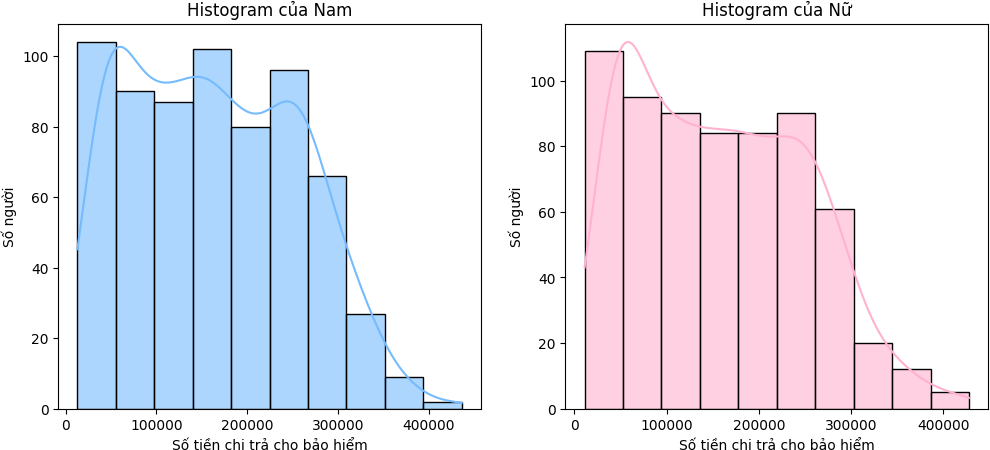 Histogram của Nam
100
80
60
40
20
0
Số người
0 100000 200000 300000 400000
Số tiền chi trả cho bảo hiểm
Histogram của Nữ
100
80
60
40
20
0
Số người
0 100000 200000 300000 400000
Số tiền chi trả cho bảo hiểm